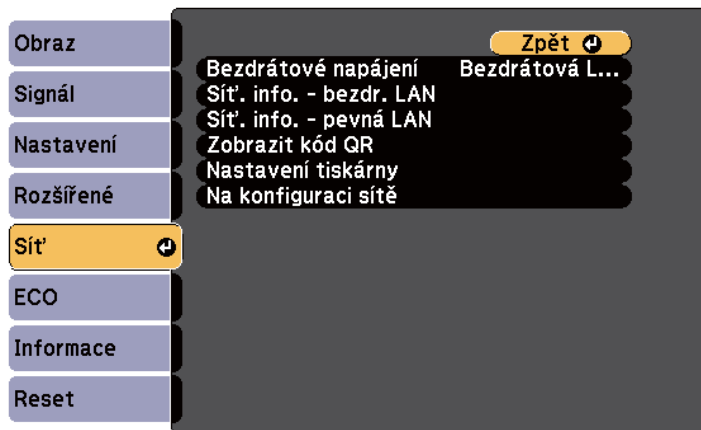 Obraz
Signál
Nastavení
Rozšířené
Síť
ECO
Informace
Reset
Zpět
Bezdrátové napájení Bezdrátová L...
Síť. info. - bezdr. LAN
Síť. info. - pevná LAN
Zobrazit kód QR
Nastavení tiskárny
Na konfiguraci sítě